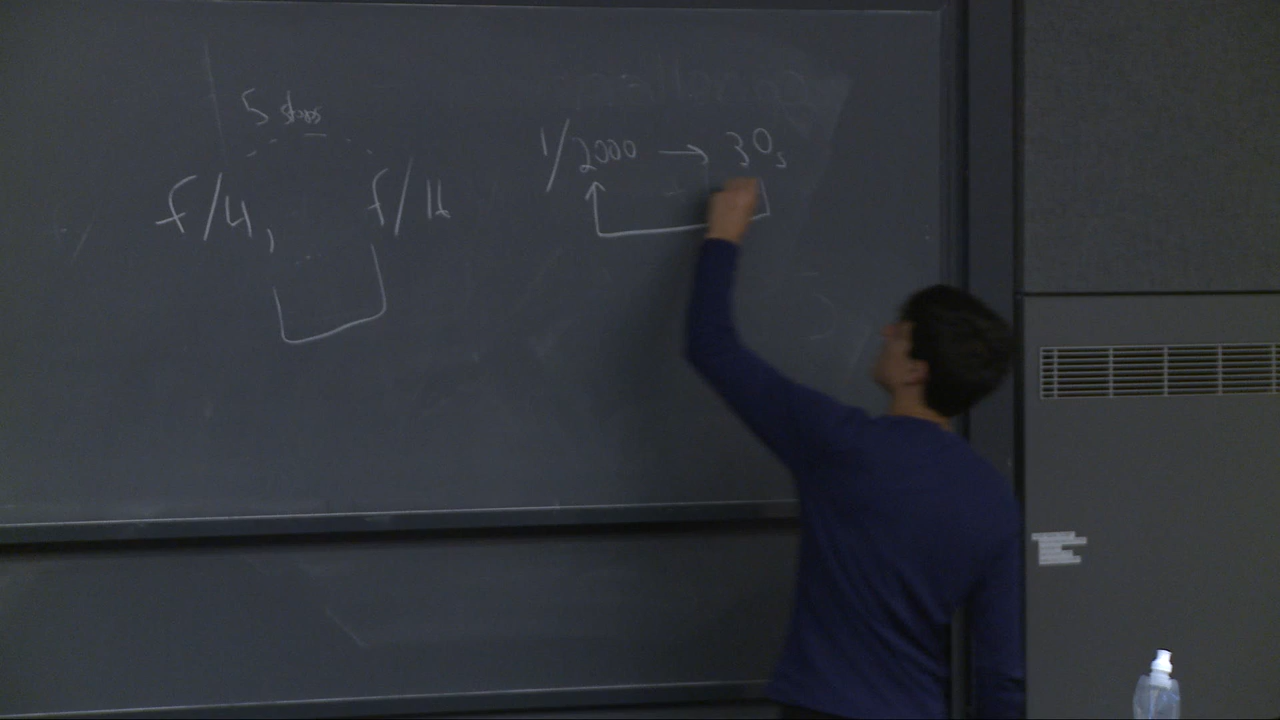 5 stops
f/4, f/16
1/2000 → 30s